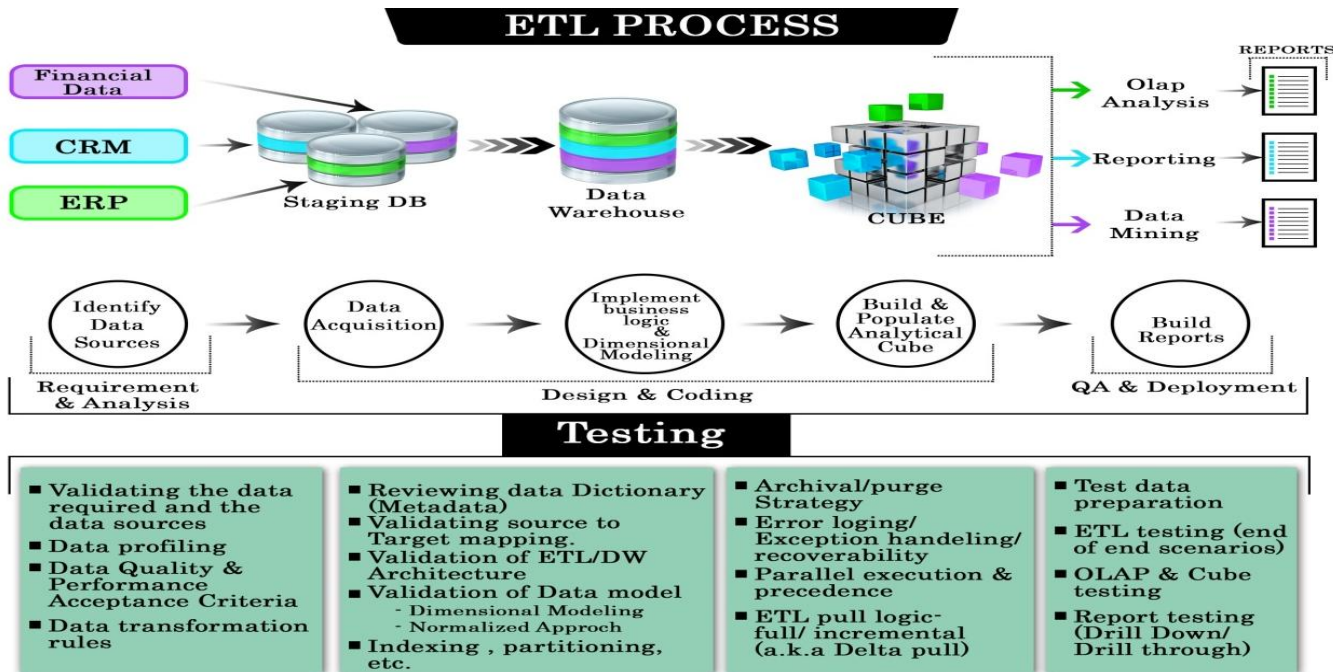 ETL PROCESS
Financial
Data
CRM
ERP
Staging DB
Data
Warehouse
CUBE
REPORTS
Olap
Analysis
Reporting
Data
Mining
Identify
Data
Sources
Data
Acquisition
Implement
business
logic
&
Dimensional
Modeling
Build &
Populate
Analytical
Cube
Build
Reports
Requirement
& Analysis
Design & Coding
QA & Deployment
Testing
▪ Validating the data
required and the
data sources
▪ Data profiling
▪ Data Quality &
Performance
Acceptance Criteria
▪ Data transformation
rules
▪ Reviewing data Dictionary
(Metadata)
▪ Validating source to
Target mapping.
▪ Validation of ETL/DW
Architecture
▪ Validation of Data model
- Dimensional Modeling
- Normalized Approch
▪ Indexing , partitioning,
etc.
▪ Archival/purge
Strategy
▪ Error loging/
Exception handeling/
recoverability
▪ Parallel execution &
precedence
▪ ETL pull logic-
full/ incremental
(a.k.a Delta pull)
▪ Test data
preparation
▪ ETL testing (end
of end scenarios)
▪ OLAP & Cube
testing
▪ Report testing
(Drill Down/
Drill through)